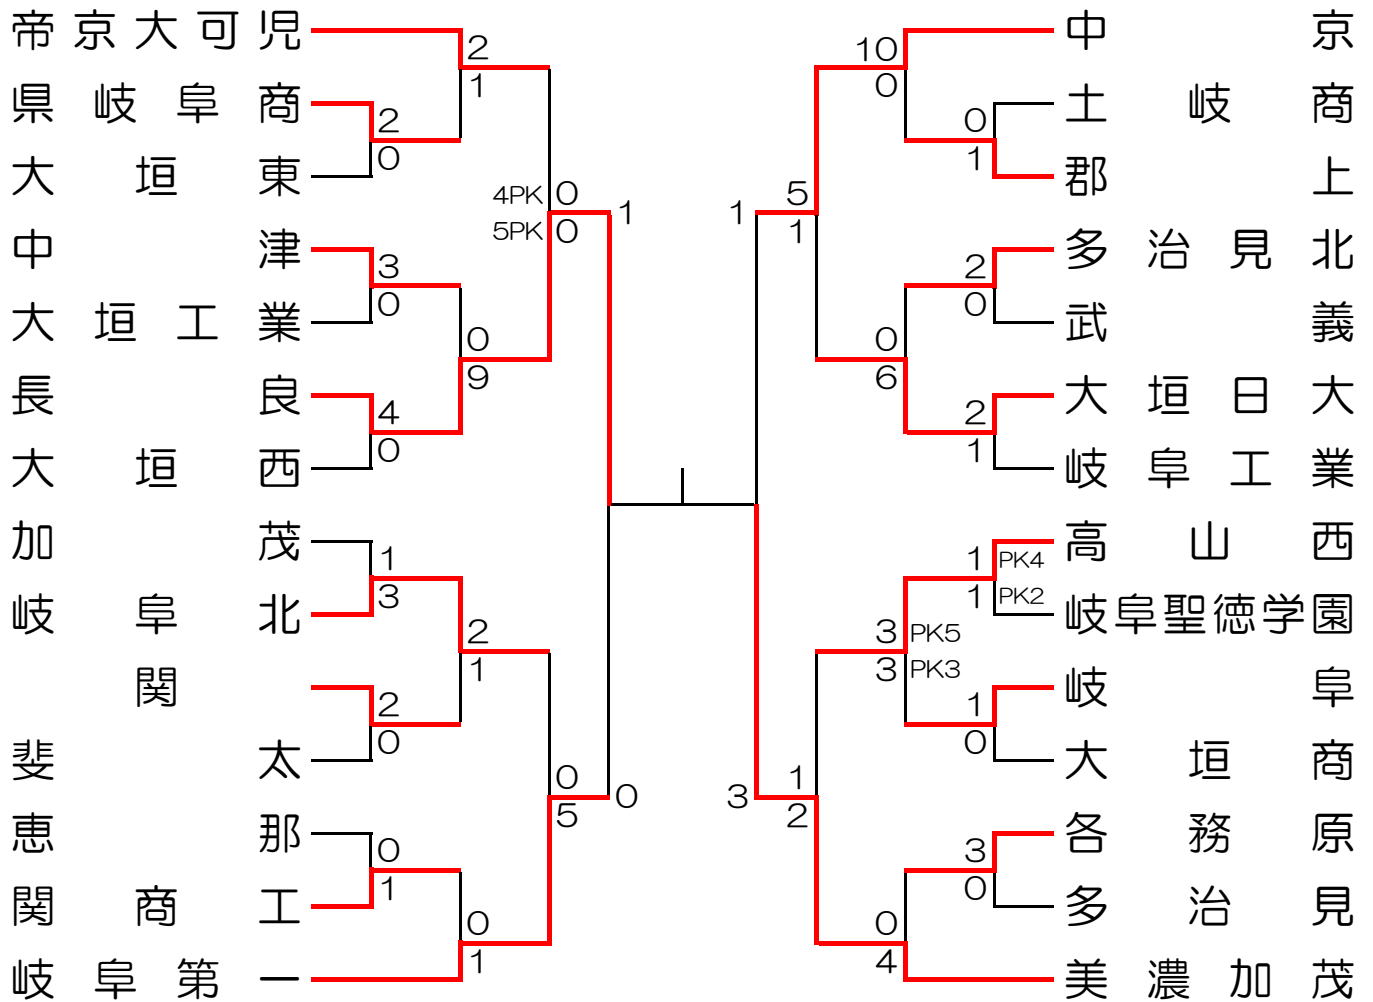 帝京大可児
県岐阜商
大垣東
中津
大垣工業
長良
大垣西
加茂
岐阜北
関
斐太
恵那
関商工
岐阜第一
2
1
2
0
4PK 0
5PK 0
1
3
0
0
9
4
0
1
3
2
1
2
0
0
5
0
0
1
0
1
中京
土岐商
郡上
多治見北
武義
大垣日大
岐阜工業
高山西
岐阜聖徳学園
岐阜
大垣商
各務原
多治見
美濃加茂
10
0
0
1
5
1
1
2
0
0
6
2
1
1 PK4
1 PK2
3 PK5
3 PK3
1
0
1
2
3
3
0
0
4